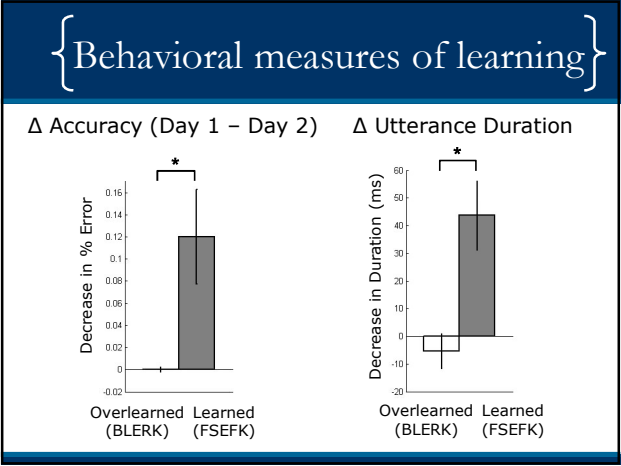 {Behavioral measures of learning}
Δ Accuracy (Day 1 – Day 2)
*
Decrease in % Error
0.16
0.14
0.12
0.1
0.08
0.06
0.04
0.02
0
-0.02
Overlearned Learned
(BLERK) (FSEFK)
Δ Utterance Duration
*
Decrease in Duration (ms)
60
50
40
30
20
10
0
-10
-20
Overlearned Learned
(BLERK) (FSEFK)